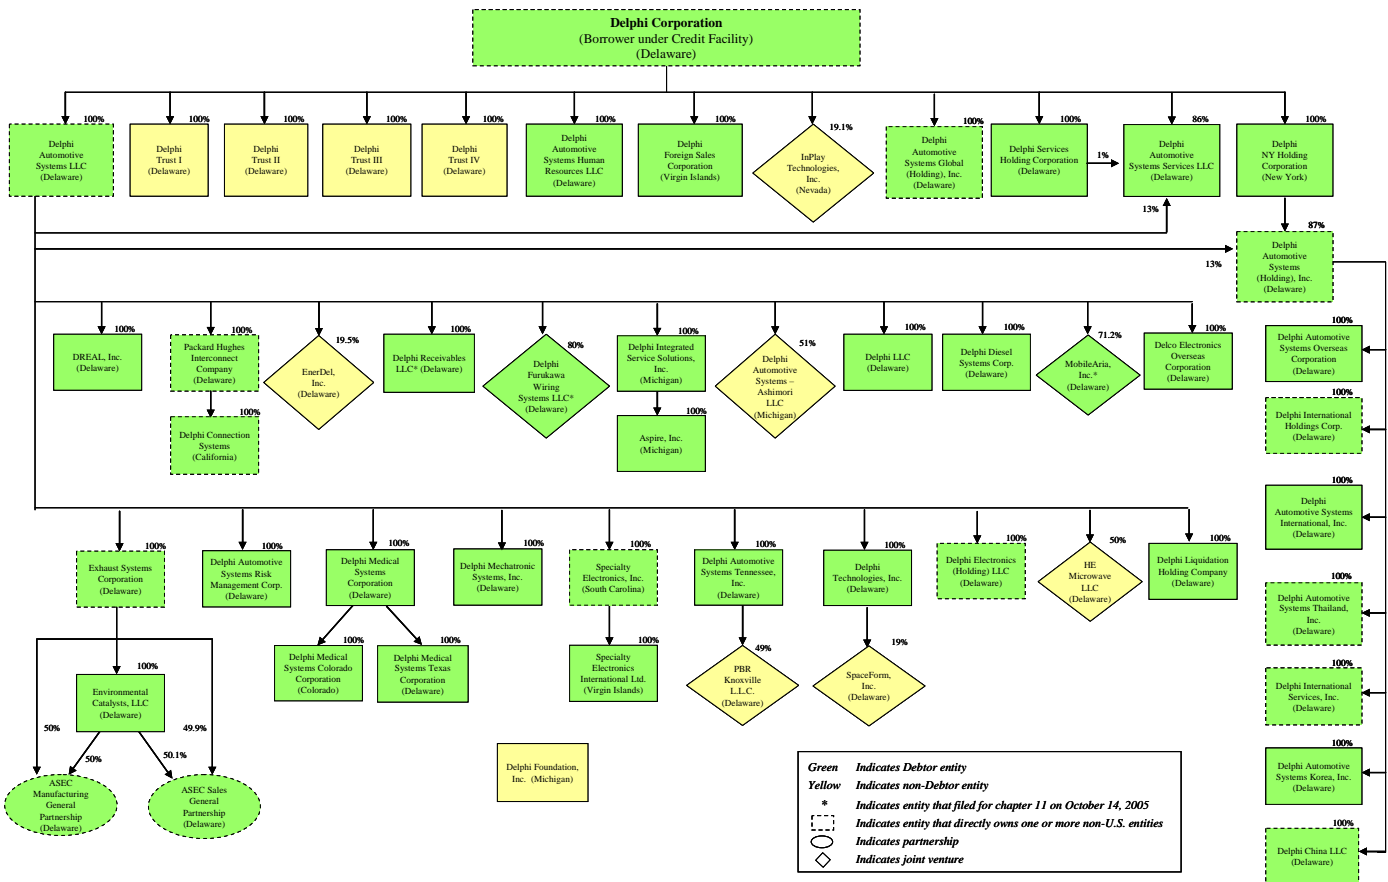 Delphi Corporation
(Borrower under Credit Facility)
(Delaware)
100%
Delphi
Automotive
Systems LLC
(Delaware)
100%
Delphi
Trust I
(Delaware)
100%
Delphi
Trust II
(Delaware)
100%
Delphi
Trust III
(Delaware)
100%
Delphi
Trust IV
(Delaware)
100%
Delphi
Automotive
Systems Human
Resources LLC
(Delaware)
100%
Delphi
Foreign Sales
Corporation
(Virgin Islands)
19.1%
InPlay
Technologies,
Inc.
(Nevada)
100%
Delphi
Automotive
Systems Global
(Holding), Inc.
(Delaware)
100%
Delphi Services
Holding Corporation
(Delaware)
1%
86%
Delphi
Automotive
Systems Services LLC
(Delaware)
13%
100%
Delphi
NY Holding
Corporation
(New York)
87%
Delphi
Automotive
Systems
(Holding), Inc.
(Delaware)
13%
100%
DREAL, Inc.
(Delaware)
100%
Packard Hughes
Interconnect
Company
(Delaware)
100%
Delphi Connection
Systems
(California)
19.5%
EnerDel,
Inc.
(Delaware)
100%
Delphi Receivables
LLC* (Delaware)
80%
Delphi
Furukawa
Wiring
Systems LLC*
(Delaware)
100%
Delphi Integrated
Service Solutions,
Inc.
(Michigan)
100%
Aspire, Inc.
(Michigan)
51%
Delphi
Automotive
Systems –
Ashimori
LLC
(Michigan)
100%
Delphi LLC
(Delaware)
100%
Delphi Diesel
Systems Corp.
(Delaware)
71.2%
MobileAria,
Inc.*
(Delaware)
100%
Delco Electronics
Overseas
Corporation
(Delaware)
100%
Delphi Automotive
Systems Overseas
Corporation
(Delaware)
100%
Delphi International
Holdings Corp.
(Delaware)
100%
Delphi
Automotive Systems
International, Inc.
(Delaware)
100%
Delphi Automotive
Systems Thailand,
Inc.
(Delaware)
100%
Delphi International
Services, Inc.
(Delaware)
100%
Delphi Automotive
Systems Korea, Inc.
(Delaware)
100%
Delphi China LLC
(Delaware)
100%
Exhaust Systems
Corporation
(Delaware)
100%
Environmental
Catalysts, LLC
(Delaware)
50%
50%
50.1%
49.9%
ASEC
Manufacturing
General
Partnership
(Delaware)
ASEC Sales
General
Partnership
(Delaware)
100%
Delphi Automotive
Systems Risk
Management Corp.
(Delaware)
100%
Delphi Medical
Systems
Corporation
(Delaware)
100%
Delphi Medical
Systems Colorado
Corporation
(Colorado)
100%
Delphi Medical
Systems Texas
Corporation
(Delaware)
100%
Delphi Mechatronic
Systems, Inc.
(Delaware)
100%
Specialty
Electronics, Inc.
(South Carolina)
100%
Specialty
Electronics
International Ltd.
(Virgin Islands)
100%
Delphi Automotive
Systems Tennessee,
Inc.
(Delaware)
49%
PBR
Knoxville
L.L.C.
(Delaware)
100%
Delphi
Technologies, Inc.
(Delaware)
19%
SpaceForm,
Inc.
(Delaware)
100%
Delphi Electronics
(Holding) LLC
(Delaware)
50%
HE
Microwave
LLC
(Delaware)
100%
Delphi Liquidation
Holding Company
(Delaware)
Delphi Foundation,
Inc. (Michigan)
Green Indicates Debtor entity
Yellow Indicates non-Debtor entity
* Indicates entity that filed for chapter 11 on October 14, 2005
Indicates entity that directly owns one or more non-U.S. entities
Indicates partnership
Indicates joint venture